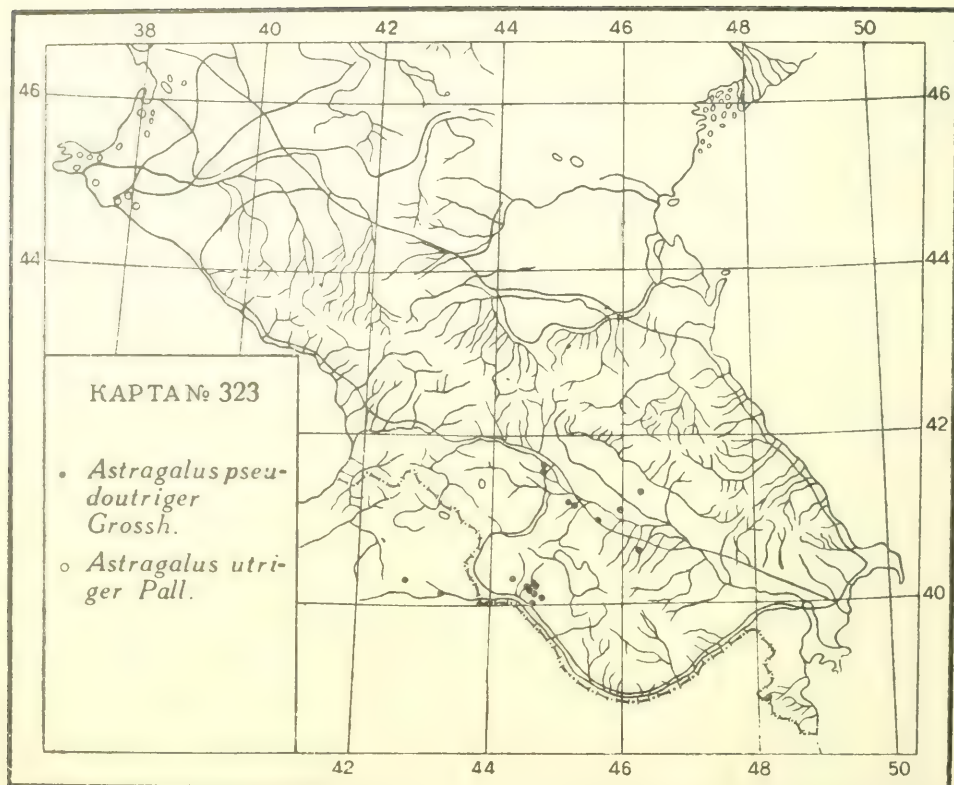 38 40 42 44 46 48 50
46 46
44 44
КАРТА № 323
42
• Astragalus pseu-
doutriger
Grossh.
○ Astragalus utri-
ger Pall.
40
42 44 46 48 50